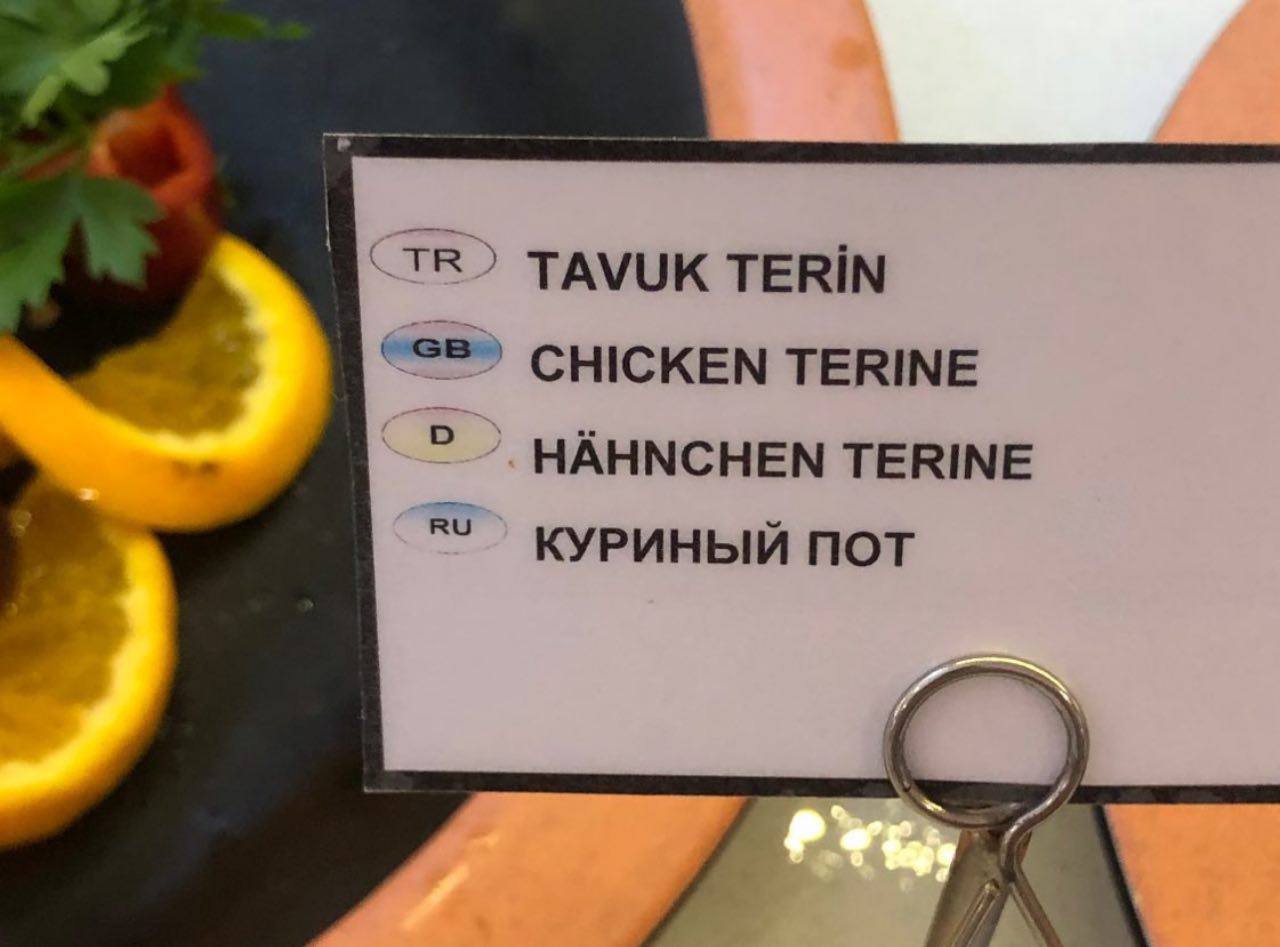 TR TAVUK TERİN
GB CHICKEN TERINE
D HÄHNCHEN TERINE
RU КУРИНЫЙ ПОТ